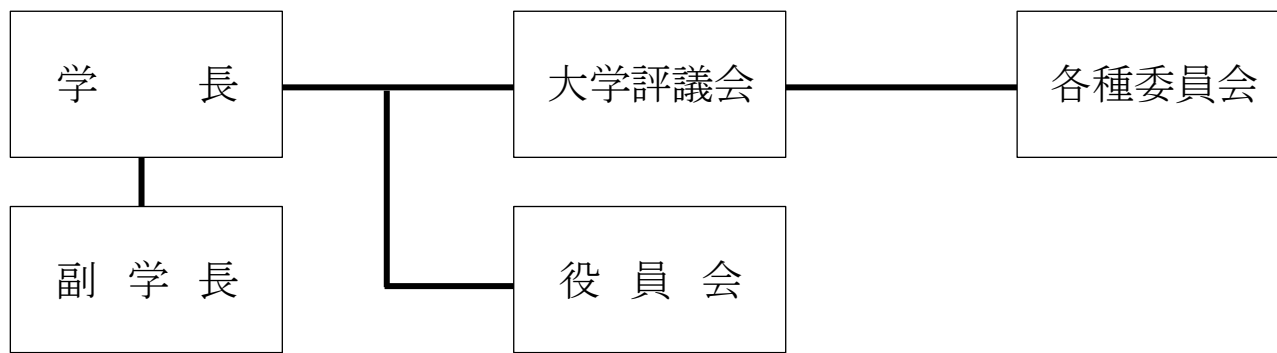 学　　長
大学評議会
各種委員会
副　学　長
役　員　会